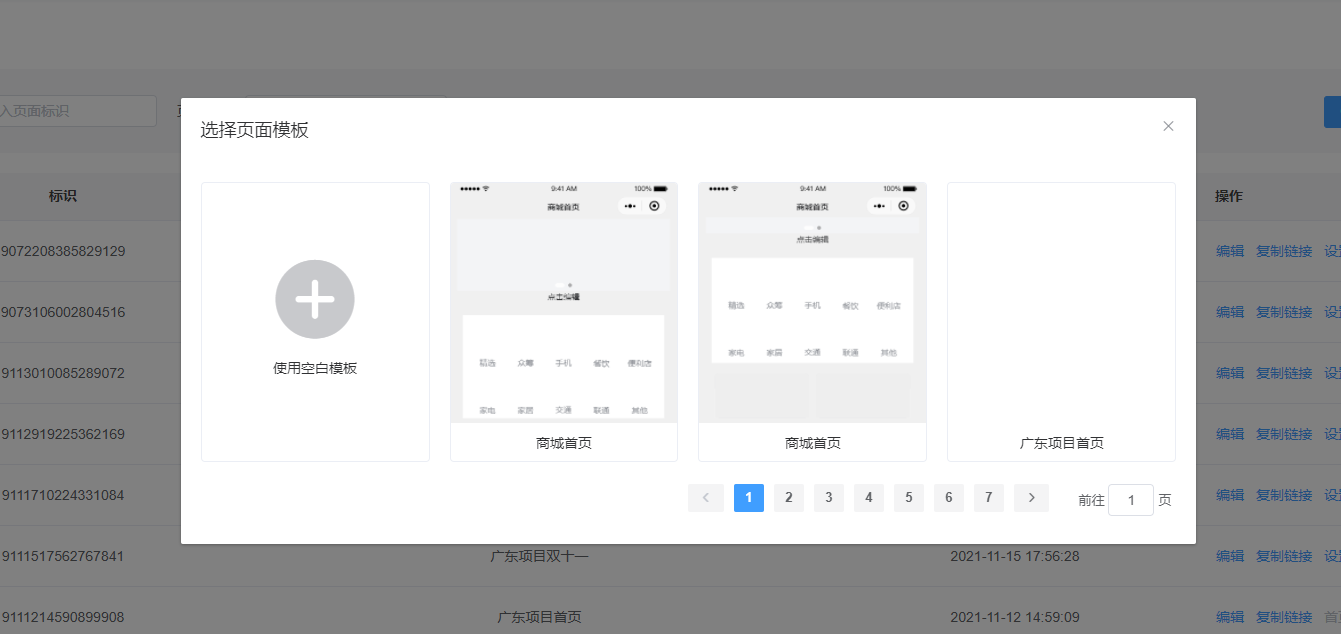 入页面标识
选择页面模板
标识
操作
9072208385829129
编辑 复制链接
9073106002804516
编辑 复制链接
9113010085289072
编辑 复制链接
9112919225362169
编辑 复制链接
9111710224331084
编辑 复制链接
使用空白模板
9:41 AM 100%
商城首页
点击编辑
精选 众筹 手机 餐饮 便利店
家电 家居 交通 联通 其他
商城首页
9:41 AM 100%
商城首页
点击编辑
精选 众筹 手机 餐饮 便利店
家电 家居 交通 联通 其他
商城首页
广东项目首页
1 2 3 4 5 6 7 前往 1 页
9111517562767841 广东项目双十一 2021-11-15 17:56:28 编辑 复制链接
9111214590899908 广东项目首页 2021-11-12 14:59:09 编辑 复制链接